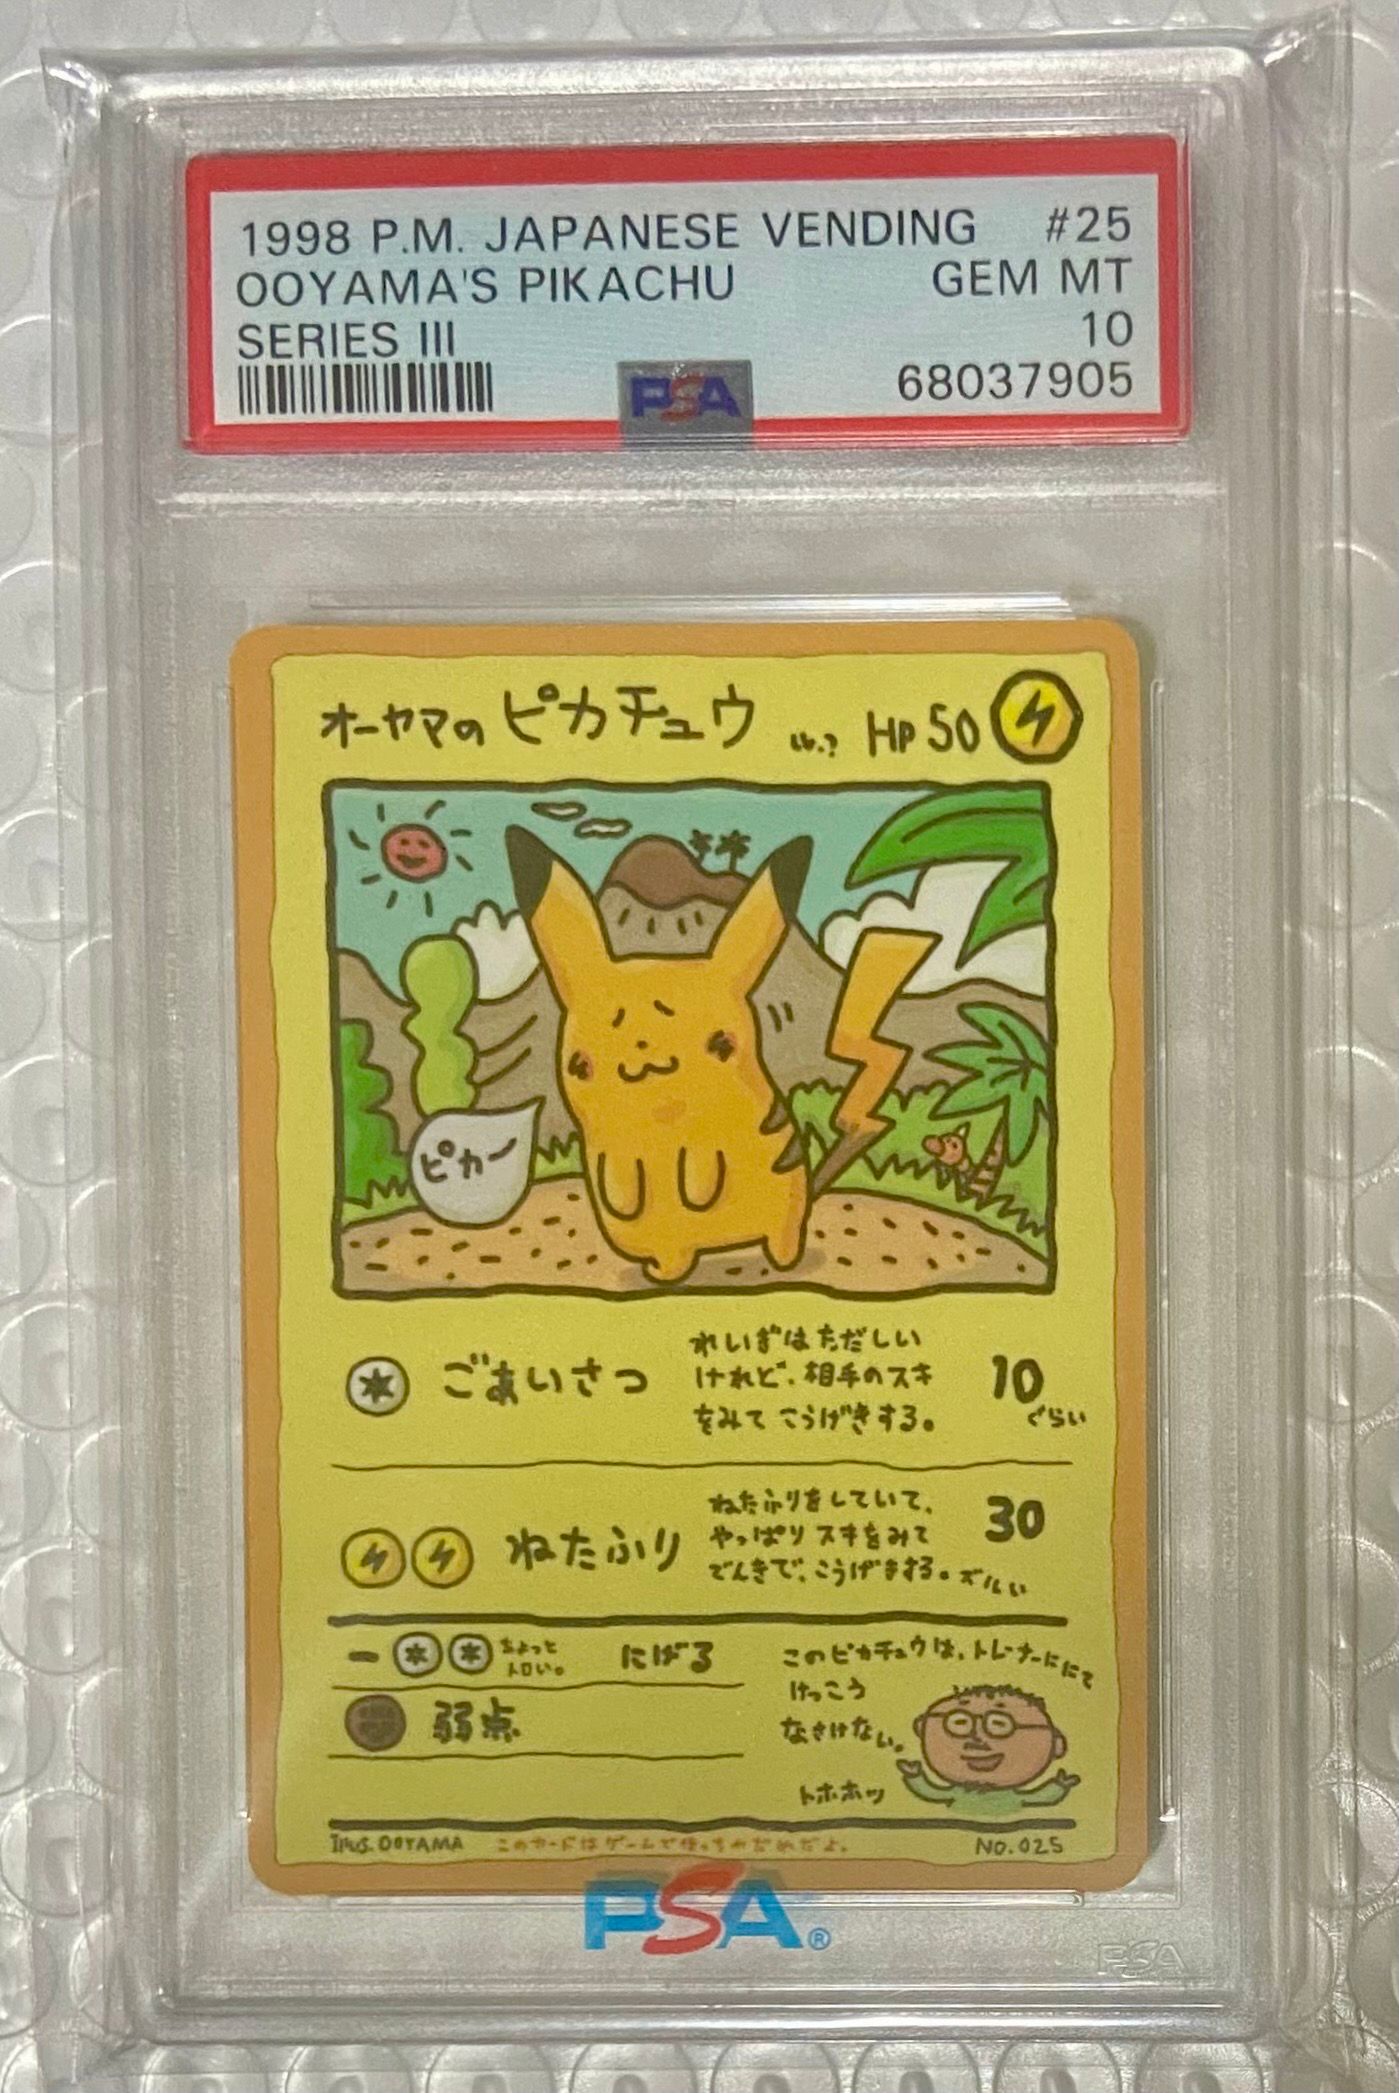 1998 P.M. JAPANESE VENDING #25
OOYAMA'S PIKACHU GEM MT
SERIES III 10
PSA 68037905
オーヤマの ピカチュウ Lv.? HP 50
ピカー
ごあいさつ
れいぎはただしい
けれど、相手のスキ
をみて こうげきする。
10
ぐらい
ねたふり
ねたふりをしていて、
やっぱり スキをみて
でんきで、こうげきする。ズルい
30
ちょっと
トロい。
にげる
弱点
このピカチュウは、トレーナーににて
けっこう
なさけない。
トホホッ
Illus. OOYAMA このカードはゲームで使っちゃだめだよ。 NO. 025
PSA®
PSA